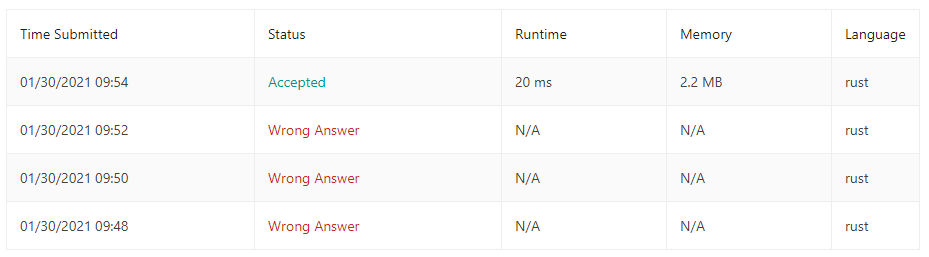 Time Submitted Status Runtime Memory Language
01/30/2021 09:54 Accepted 20 ms 2.2 MB rust
01/30/2021 09:52 Wrong Answer N/A N/A rust
01/30/2021 09:50 Wrong Answer N/A N/A rust
01/30/2021 09:48 Wrong Answer N/A N/A rust